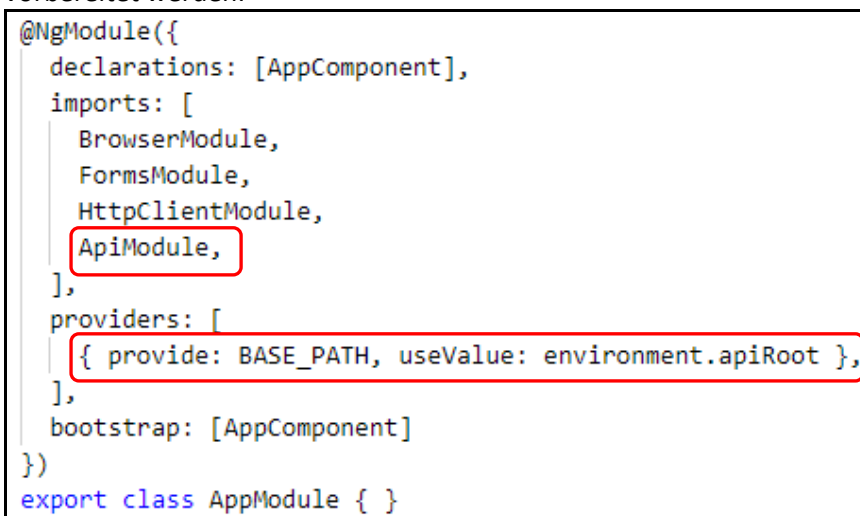 @NgModule({
  declarations: [AppComponent],
  imports: [
    BrowserModule,
    FormsModule,
    HttpClientModule,
    ApiModule,
  ],
  providers: [
    { provide: BASE_PATH, useValue: environment.apiRoot },
  ],
  bootstrap: [AppComponent]
})
export class AppModule { }